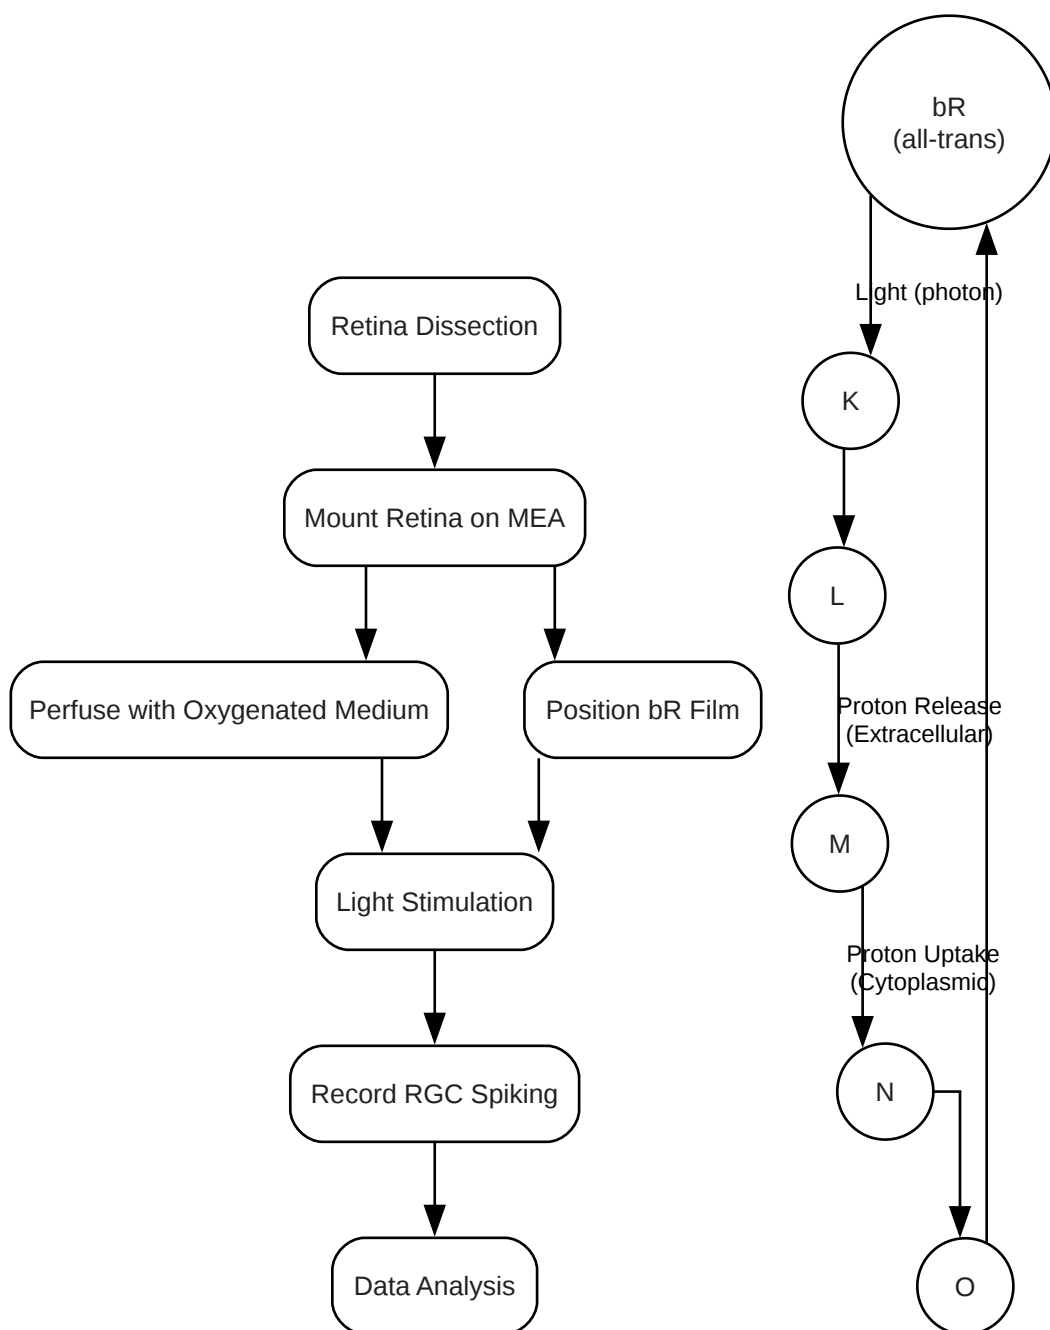 Retina Dissection
Mount Retina on MEA
Perfuse with Oxygenated Medium
Position bR Film
Light Stimulation
Record RGC Spiking
Data Analysis
bR
(all-trans)
Light (photon)
K
L
Proton Release
(Extracellular)
M
Proton Uptake
(Cytoplasmic)
N
O